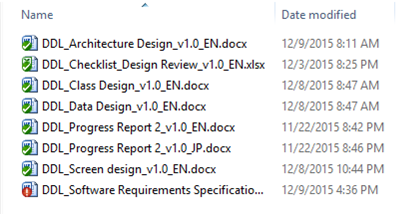 Name Date modified
DDL_Architecture Design_v1.0_EN.docx 12/9/2015 8:11 AM
DDL_Checklist_Design Review_v1.0_EN.xlsx 12/3/2015 8:25 PM
DDL_Class Design_v1.0_EN.docx 12/8/2015 8:47 AM
DDL_Data Design_v1.0_EN.docx 12/8/2015 8:47 AM
DDL_Progress Report 2_v1.0_EN.docx 11/22/2015 8:42 PM
DDL_Progress Report 2_v1.0_JP.docx 11/22/2015 8:46 PM
DDL_Screen design_v1.0_EN.docx 12/8/2015 10:44 PM
DDL_Software Requirements Specificatio... 12/9/2015 4:36 PM